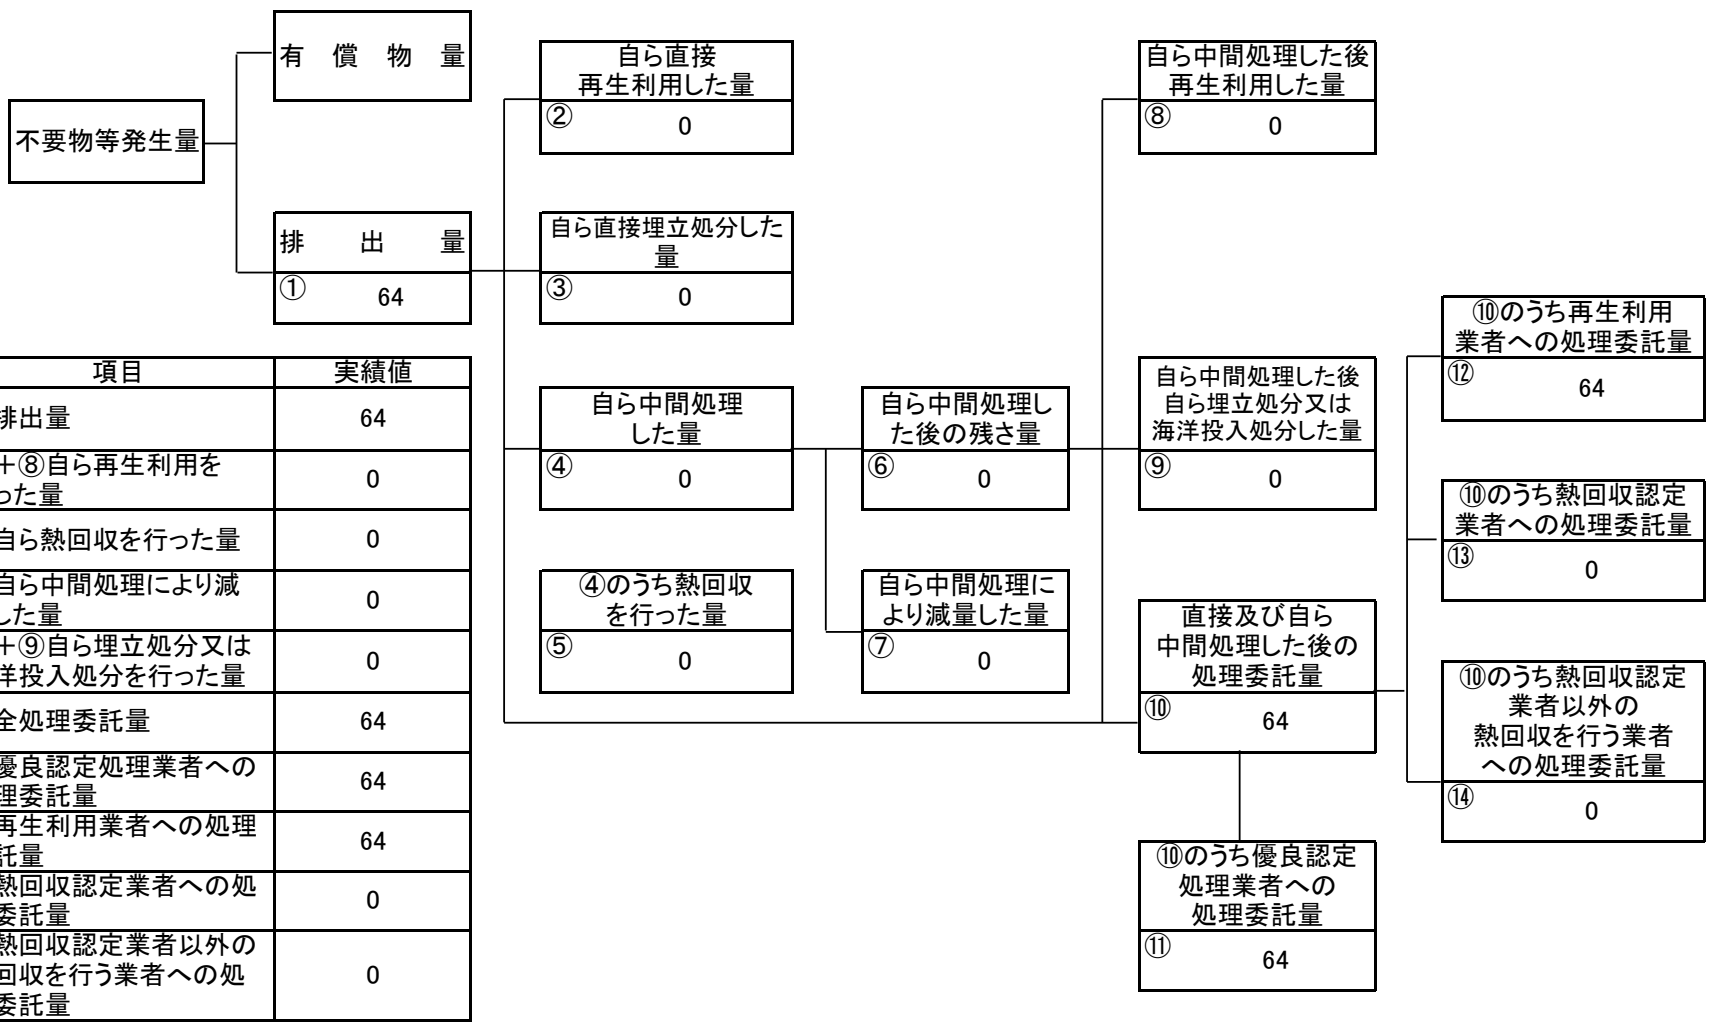 有償物量
不要物等発生量
排出量
① 64
自ら直接
再生利用した量
② 0
自ら直接埋立処分した
量
③ 0
自ら中間処理
した量
④ 0
④のうち熱回収
を行った量
⑤ 0
自ら中間処理し
た後の残さ量
⑥ 0
自ら中間処理に
より減量した量
⑦ 0
自ら中間処理した後
再生利用した量
⑧ 0
自ら中間処理した後
自ら埋立処分又は
海洋投入処分した量
⑨ 0
直接及び自ら
中間処理した後の
処理委託量
⑩ 64
⑩のうち優良認定
処理業者への
処理委託量
⑪ 64
⑩のうち再生利用
業者への処理委託量
⑫ 64
⑩のうち熱回収認定
業者への処理委託量
⑬ 0
⑩のうち熱回収認定
業者以外の
熱回収を行う業者
への処理委託量
⑭ 0
項目 実績値
排出量 64
+⑧自ら再生利用を
った量 0
自ら熱回収を行った量 0
自ら中間処理により減
した量 0
+⑨自ら埋立処分又は
洋投入処分を行った量 0
全処理委託量 64
優良認定処理業者への
理委託量 64
再生利用業者への処理
託量 64
熱回収認定業者への処
委託量 0
熱回収認定業者以外の
回収を行う業者への処
委託量 0